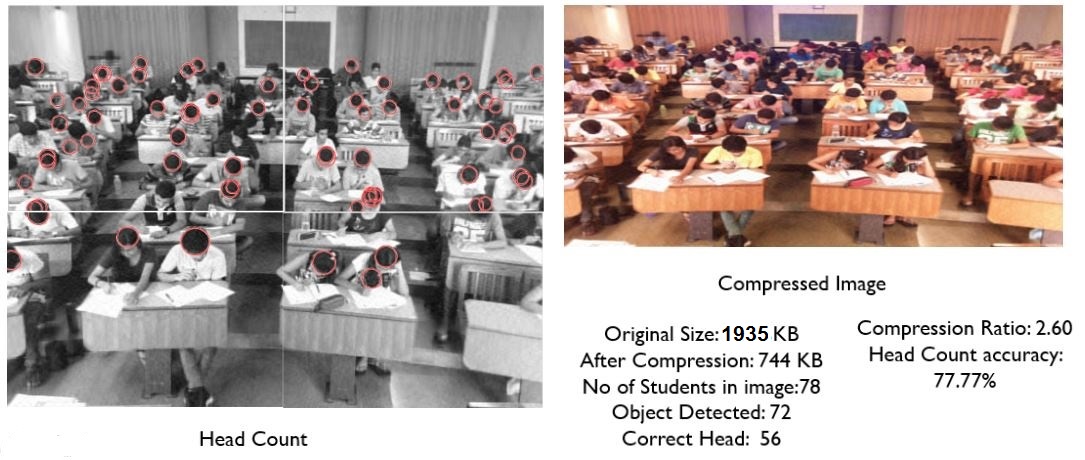 Head Count
Compressed Image
Original Size: 1935 KB
After Compression: 744 KB
No of Students in image:78
Object Detected: 72
Correct Head: 56
Compression Ratio: 2.60
Head Count accuracy:
77.77%